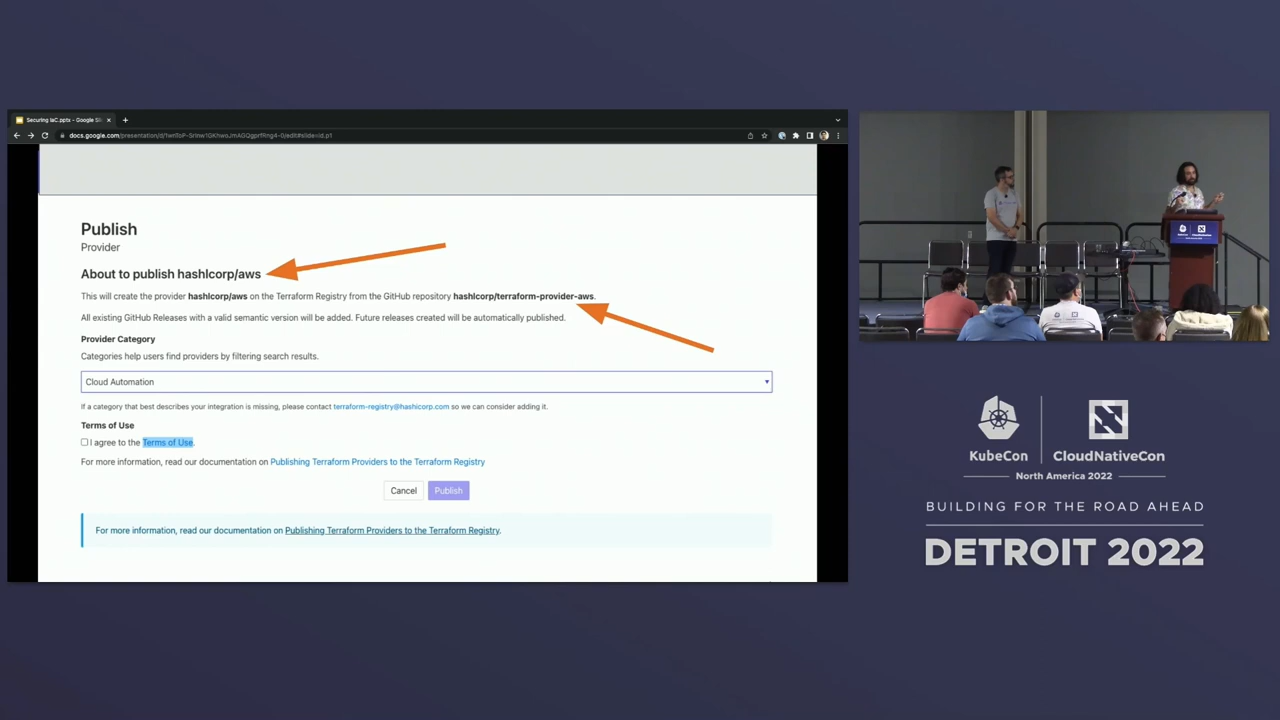 Securing IaC.pptx - Google Sli
docs.google.com
Publish
Provider
About to publish hashlcorp/aws
This will create the provider hashlcorp/aws on the Terraform Registry from the GitHub repository hashlcorp/terraform-provider-aws.
All existing GitHub Releases with a valid semantic version will be added. Future releases created will be automatically published.
Provider Category
Categories help users find providers by filtering search results.
Cloud Automation
If a category that best describes your integration is missing, please contact terraform-registry@hashicorp.com so we can consider adding it.
Terms of Use
I agree to the Terms of Use.
For more information, read our documentation on Publishing Terraform Providers to the Terraform Registry
Cancel
Publish
For more information, read our documentation on Publishing Terraform Providers to the Terraform Registry.
KubeCon
CloudNativeCon
North America 2022
BUILDING FOR THE ROAD AHEAD
DETROIT 2022